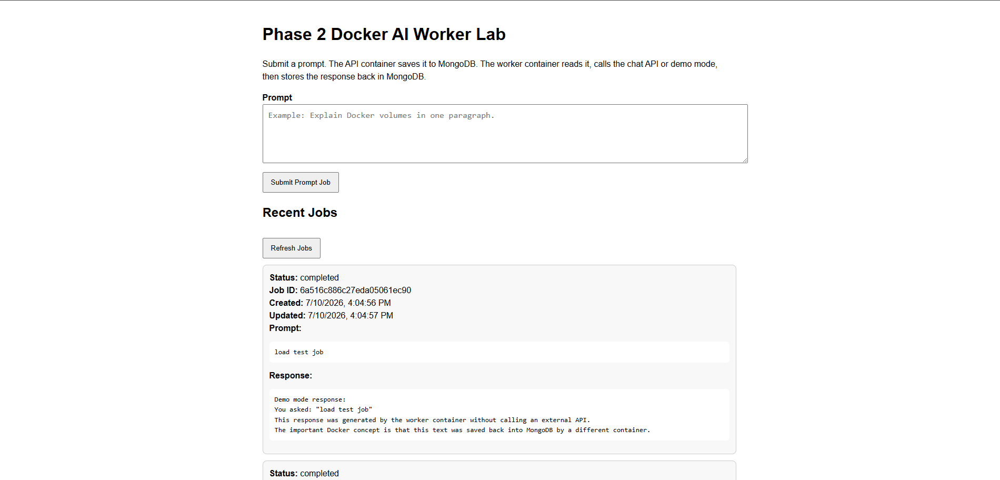 Phase 2 Docker AI Worker Lab
Submit a prompt. The API container saves it to MongoDB. The worker container reads it, calls the chat API or demo mode,
then stores the response back in MongoDB.
Prompt
Example: Explain Docker volumes in one paragraph.
Submit Prompt Job
Recent Jobs
Refresh Jobs
Status: completed
Job ID: 6a516c886c27eda05061ec90
Created: 7/10/2026, 4:04:56 PM
Updated: 7/10/2026, 4:04:57 PM
Prompt:
load test job
Response:
Demo mode response:
You asked: "load test job"
This response was generated by the worker container without calling an external API.
The important Docker concept is that this text was saved back into MongoDB by a different container.
Status: completed